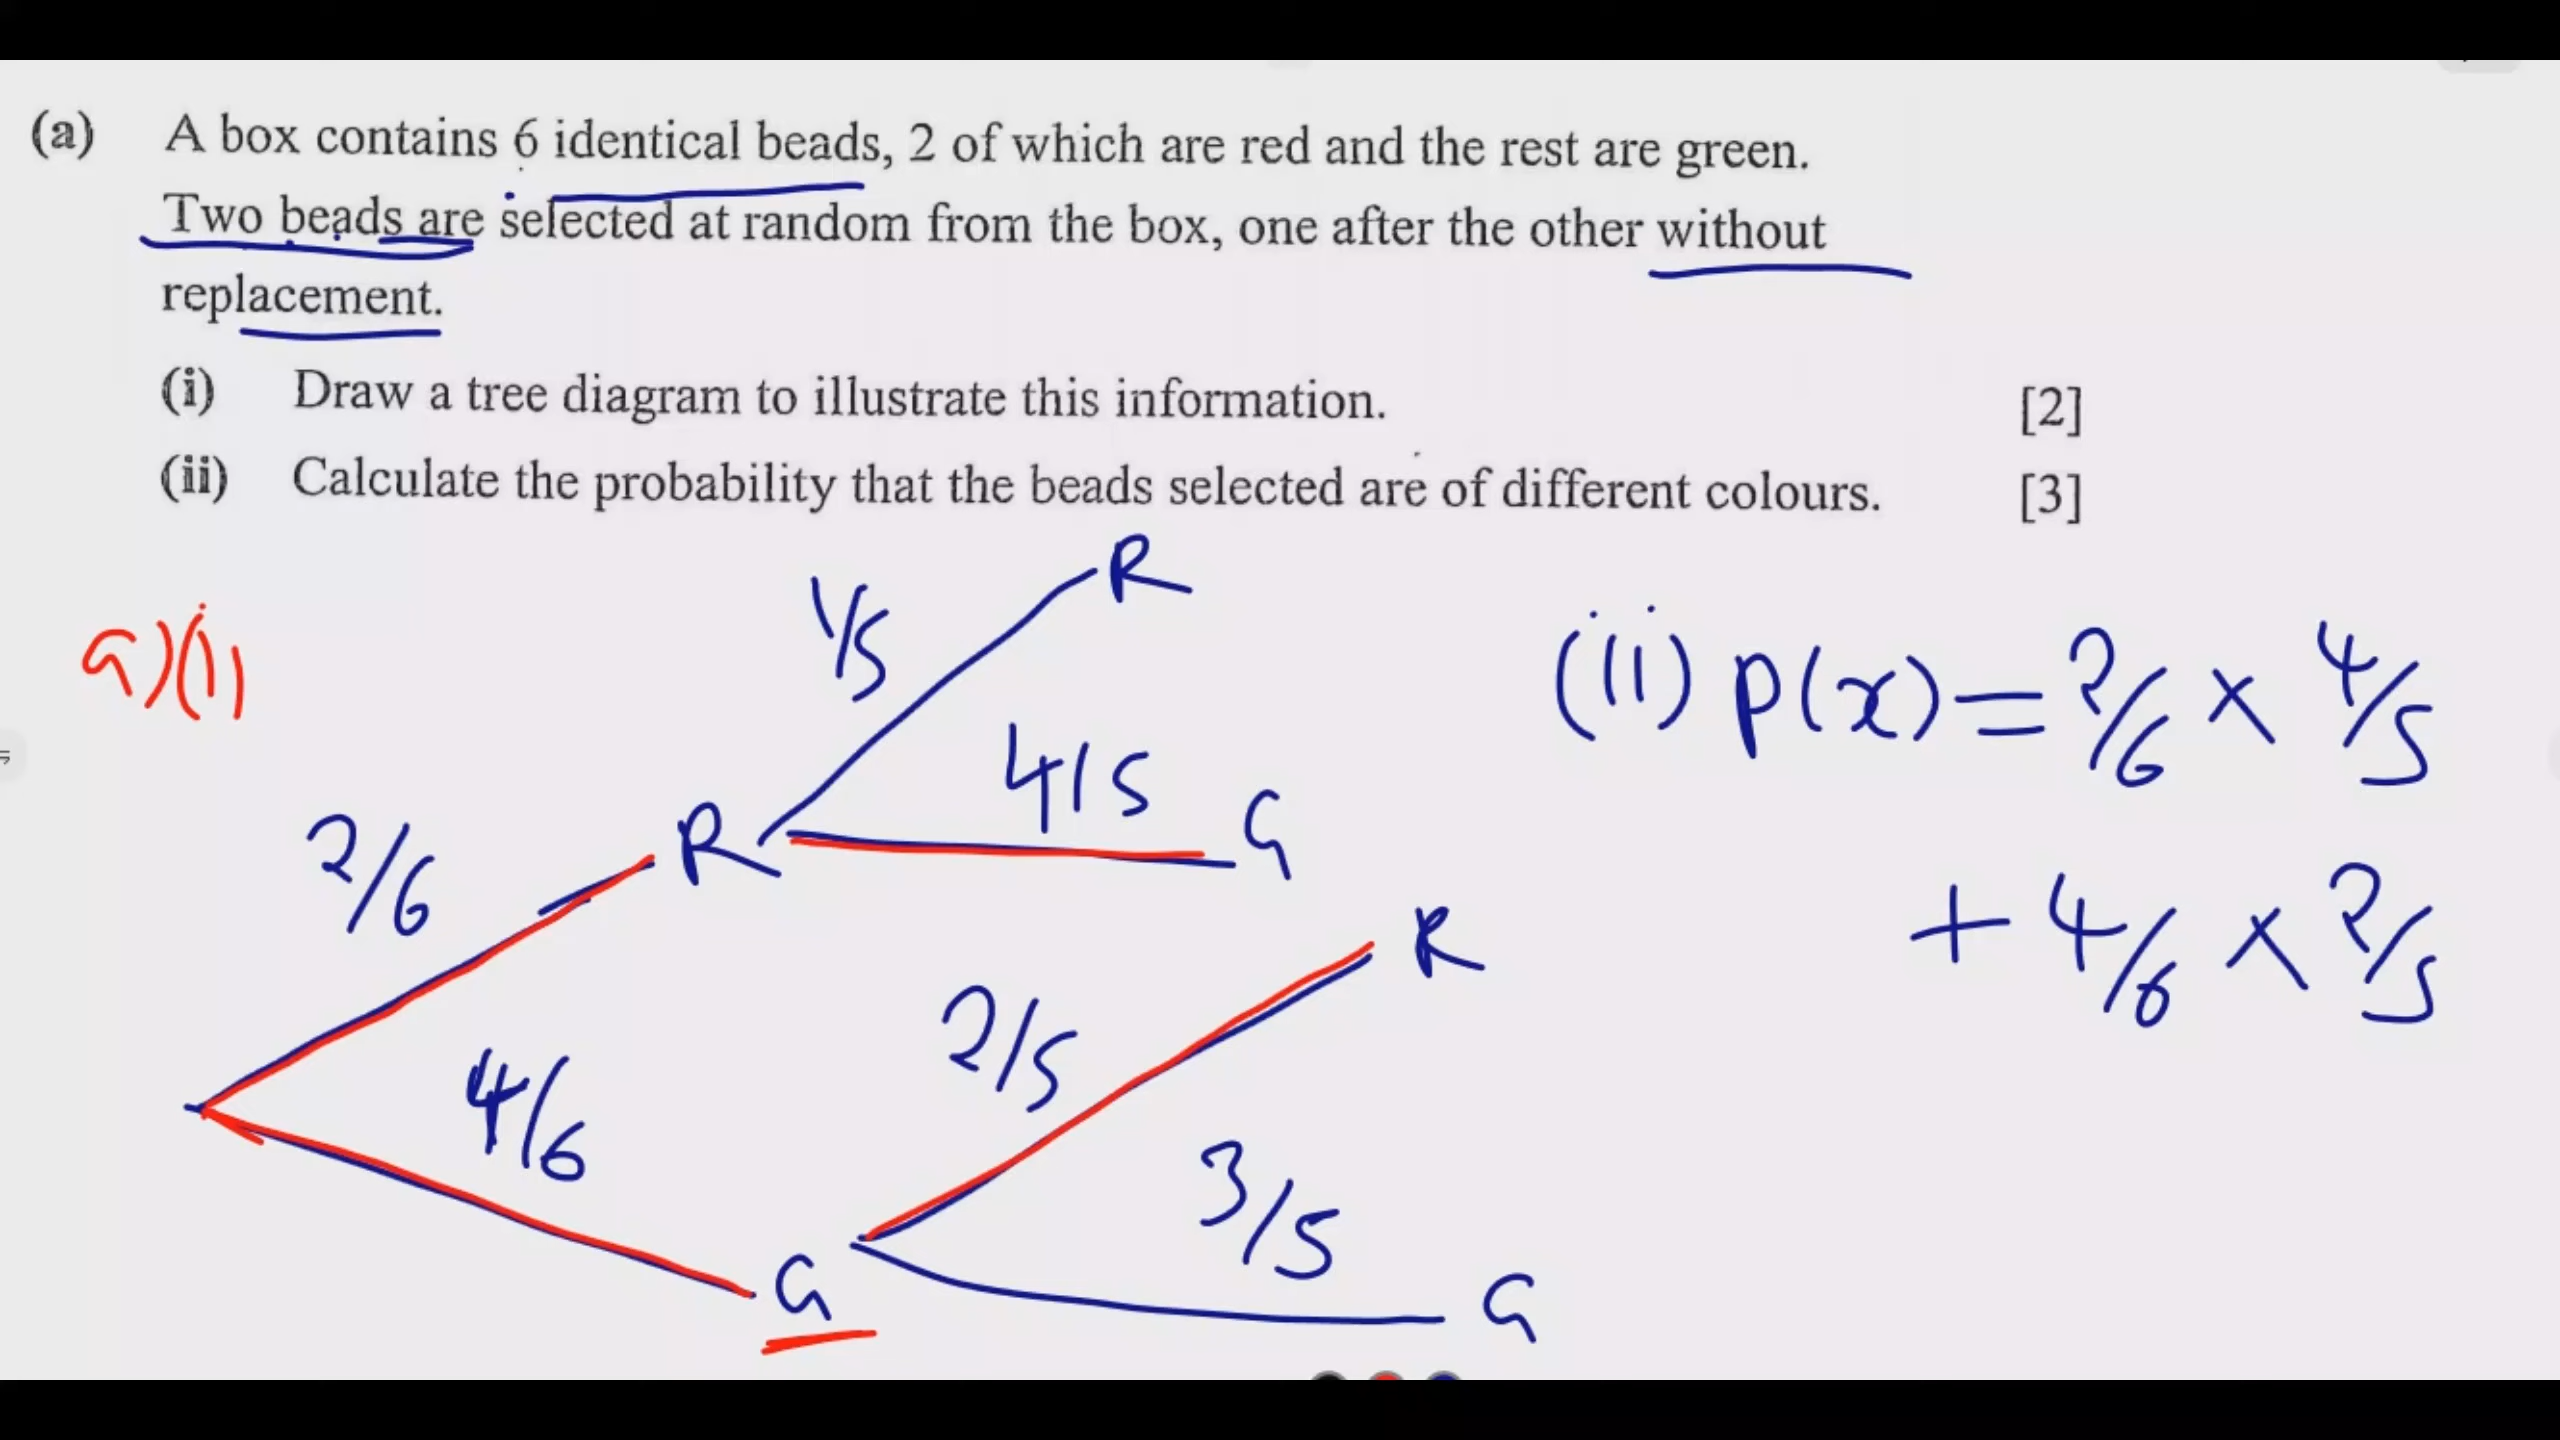 (a) A box contains 6 identical beads, 2 of which are red and the rest are green.
Two beads are selected at random from the box, one after the other without
replacement.
(i) Draw a tree diagram to illustrate this information. [2]
(ii) Calculate the probability that the beads selected are of different colours. [3]
a)(i)
R
1/5
(ii) P(x) = 2/6 × 4/5
4/5
2/6
R
G
+ 4/6 × 2/5
R
2/5
4/6
3/5
G
G